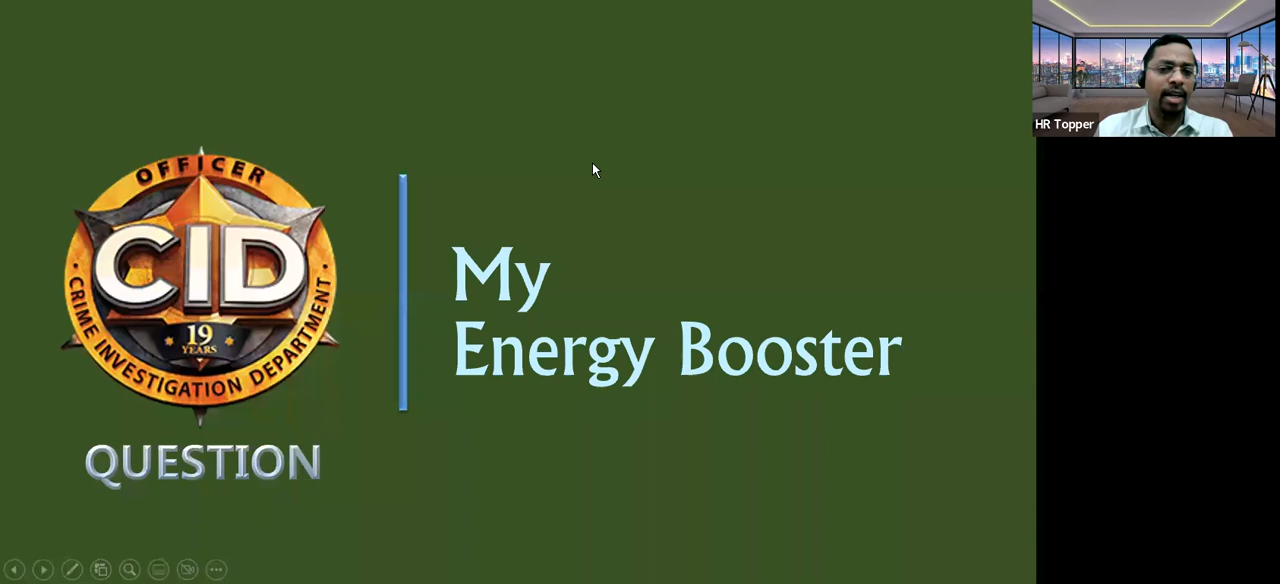 OFFICER
CID
19
YEARS
• CRIME INVESTIGATION DEPARTMENT •
QUESTION
My
Energy Booster
HR Topper